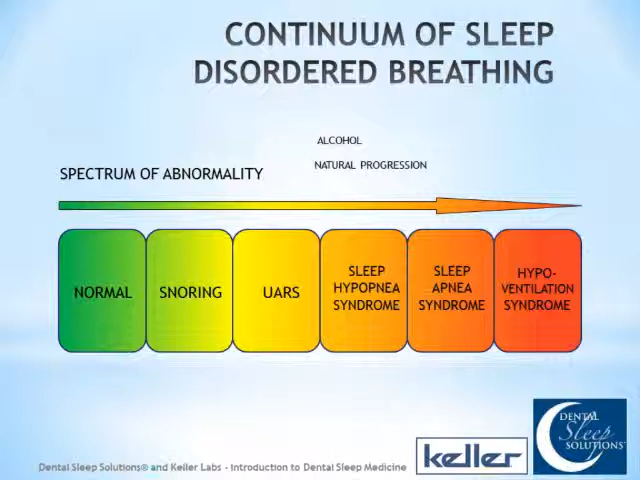 CONTINUUM OF SLEEP
DISORDERED BREATHING
ALCOHOL
NATURAL PROGRESSION
SPECTRUM OF ABNORMALITY
NORMAL
SNORING
UARS
SLEEP
HYPOPNEA
SYNDROME
SLEEP
APNEA
SYNDROME
HYPO-
VENTILATION
SYNDROME
Dental Sleep Solutions® and Keller Labs - Introduction to Dental Sleep Medicine
keller
DENTAL
Sleep
SOLUTIONS